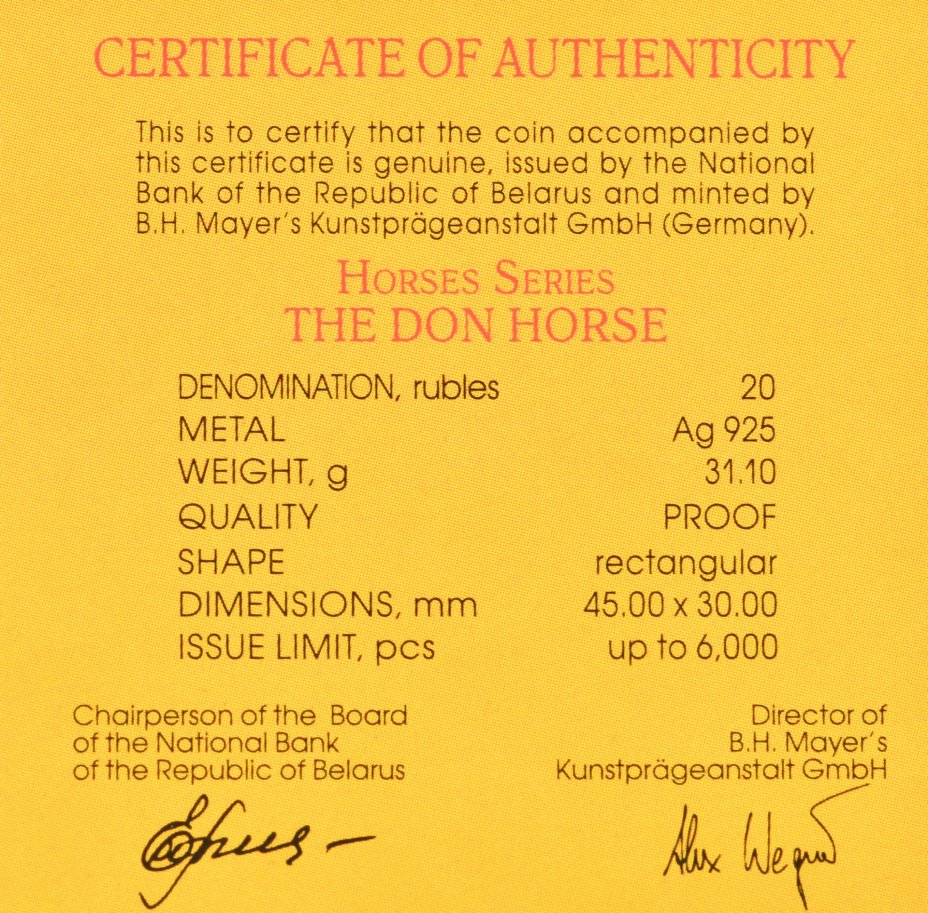 CERTIFICATE OF AUTHENTICITY
This is to certify that the coin accompanied by
this certificate is genuine, issued by the National
Bank of the Republic of Belarus and minted by
B.H. Mayer's Kunstprägeanstalt GmbH (Germany).
HORSES SERIES
THE DON HORSE
DENOMINATION, rubles 20
METAL Ag 925
WEIGHT, g 31.10
QUALITY PROOF
SHAPE rectangular
DIMENSIONS, mm 45.00 x 30.00
ISSUE LIMIT, pcs up to 6,000
Chairperson of the Board
of the National Bank
of the Republic of Belarus
Director of
B.H. Mayer's
Kunstprägeanstalt GmbH